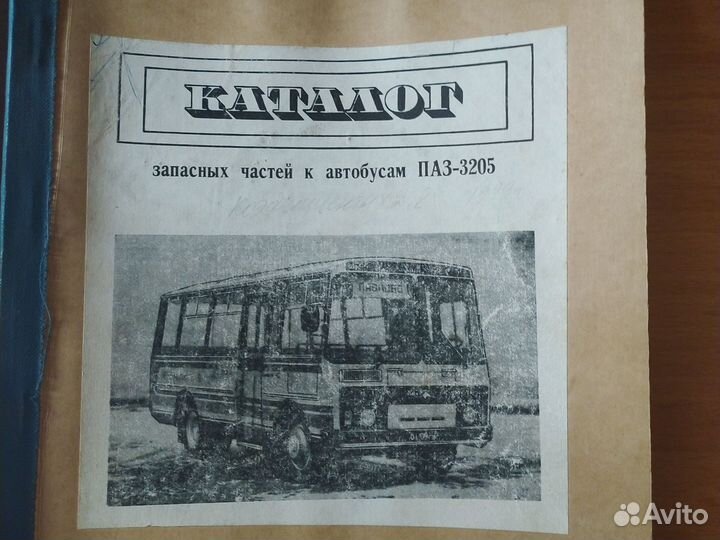 КАТАЛОГ
запасных частей к автобусам ПАЗ-3205
Avito